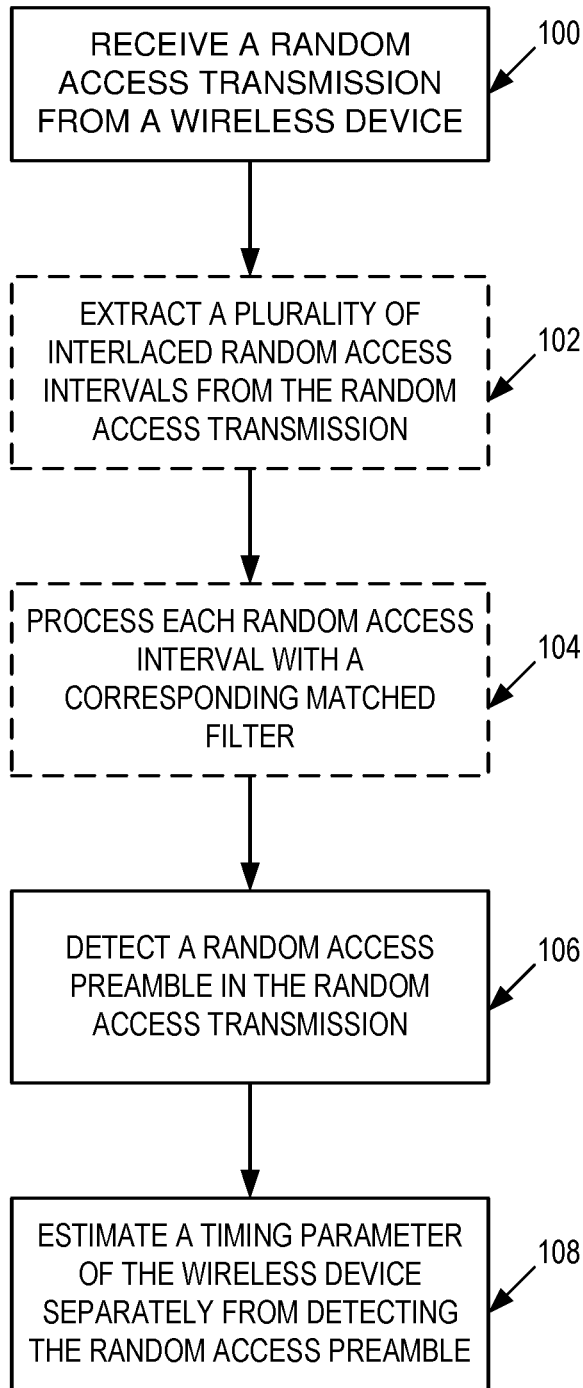 RECEIVE A RANDOM
ACCESS TRANSMISSION
FROM A WIRELESS DEVICE
100
EXTRACT A PLURALITY OF
INTERLACED RANDOM ACCESS
INTERVALS FROM THE RANDOM
ACCESS TRANSMISSION
102
PROCESS EACH RANDOM ACCESS
INTERVAL WITH A
CORRESPONDING MATCHED
FILTER
104
DETECT A RANDOM ACCESS
PREAMBLE IN THE RANDOM
ACCESS TRANSMISSION
106
ESTIMATE A TIMING PARAMETER
OF THE WIRELESS DEVICE
SEPARATELY FROM DETECTING
THE RANDOM ACCESS PREAMBLE
108